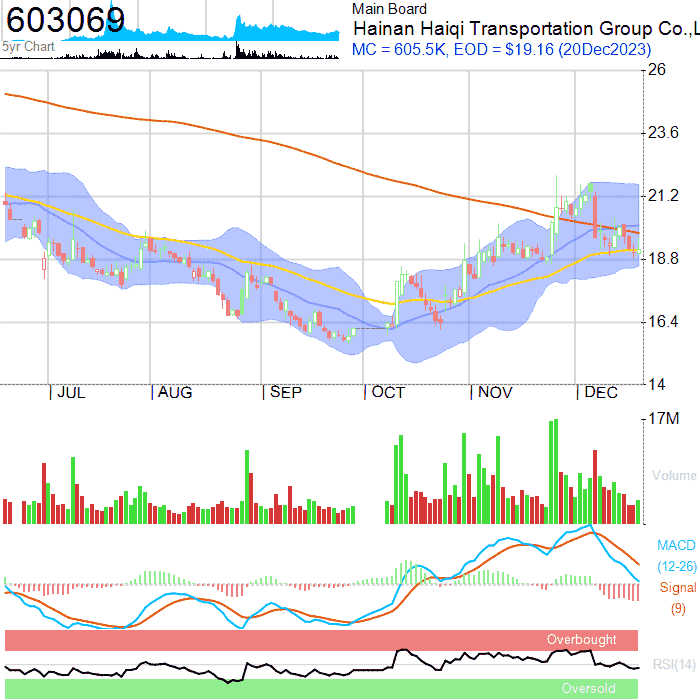 603069
5yr Chart
Main Board
Hainan Haiqi Transportation Group Co.,L
MC = 605.5K, EOD = $19.16 (20Dec2023)
26
23.6
21.2
18.8
16.4
14
JUL AUG SEP OCT NOV DEC
17M
Volume
MACD
(12-26)
Signal
(9)
Overbought
RSI(14)
Oversold